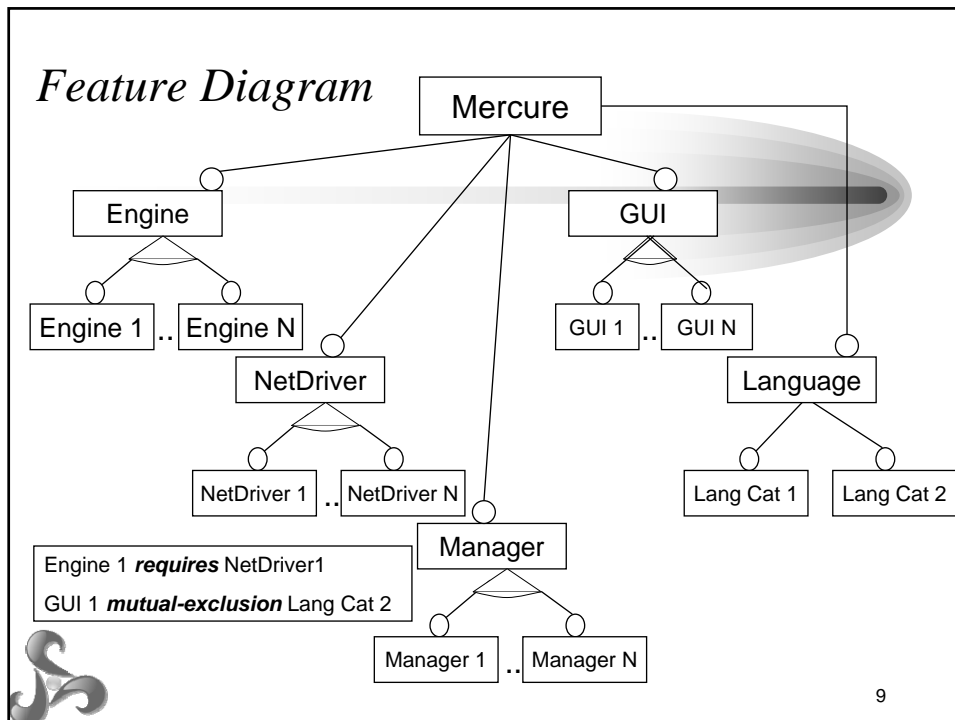 Feature Diagram
Mercure
Engine
GUI
Engine 1 .. Engine N
GUI 1 .. GUI N
NetDriver
Language
NetDriver 1 .. NetDriver N
Lang Cat 1
Lang Cat 2
Manager
Engine 1 requires NetDriver1
GUI 1 mutual-exclusion Lang Cat 2
Manager 1 .. Manager N
9